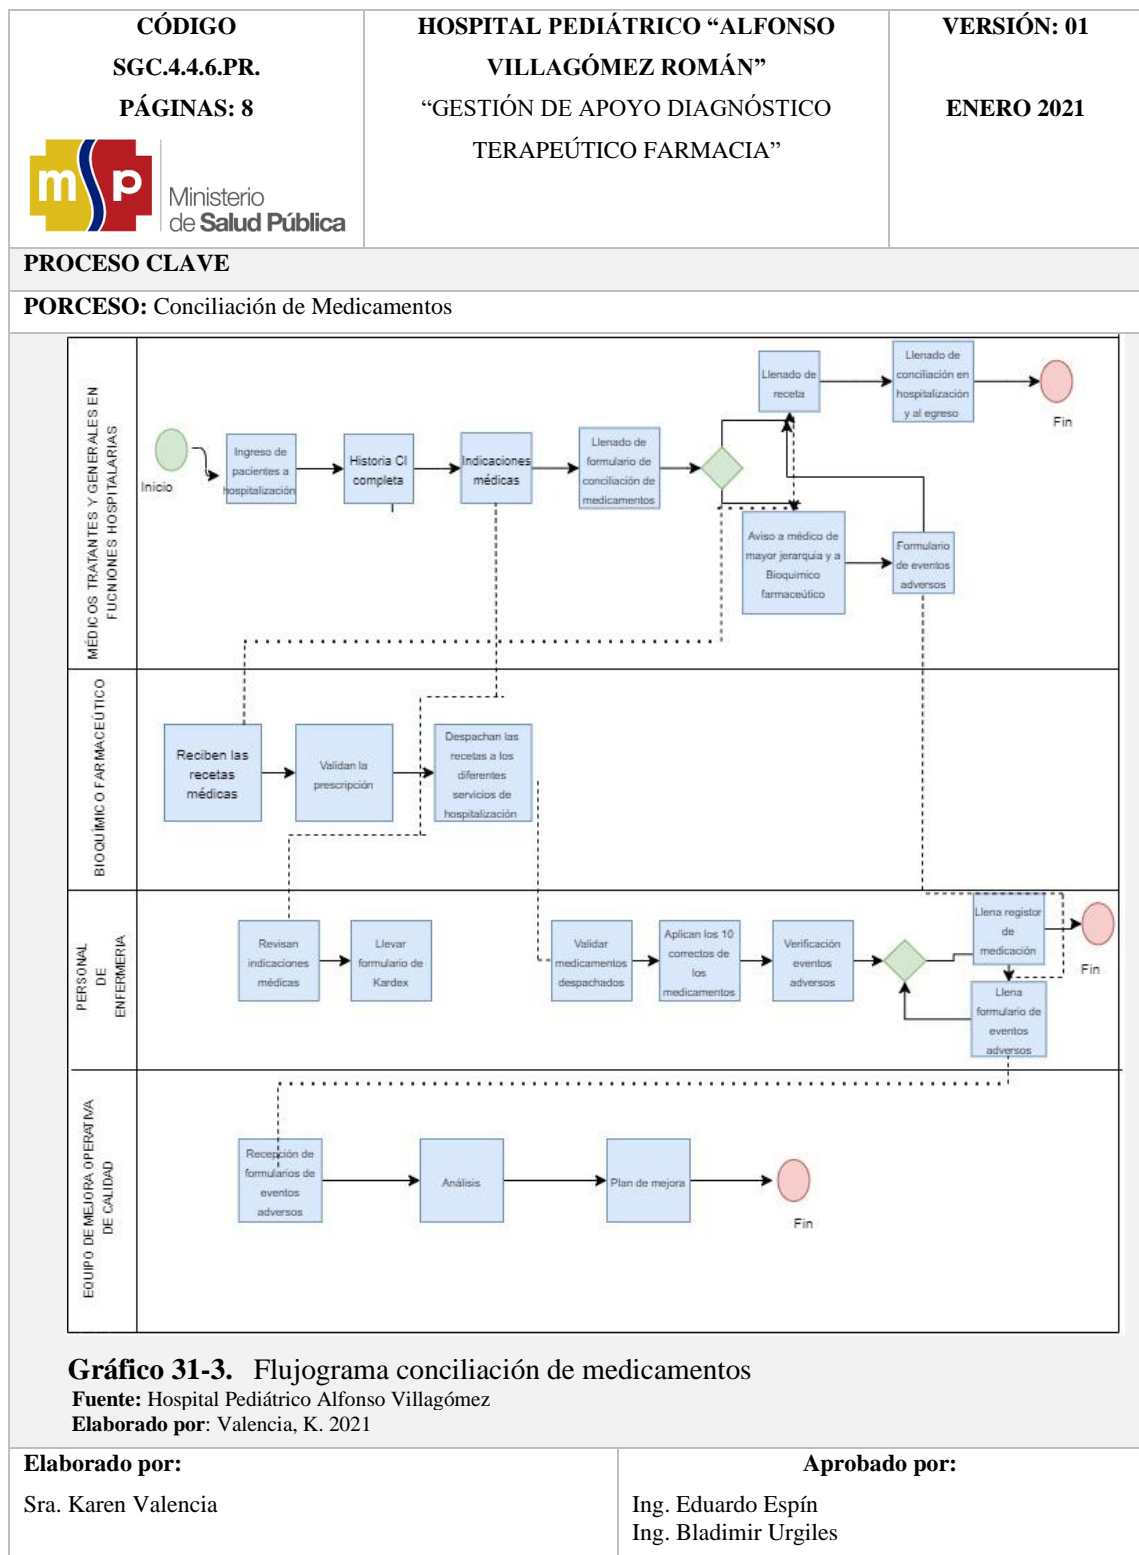 CÓDIGO
SGC.4.4.6.PR.
PÁGINAS: 8
msp
Ministerio
de Salud Pública
HOSPITAL PEDIÁTRICO “ALFONSO
VILLAGÓMEZ ROMÁN”
“GESTIÓN DE APOYO DIAGNÓSTICO
TERAPEÚTICO FARMACIA”
VERSIÓN: 01
ENERO 2021
PROCESO CLAVE
PORCESO: Conciliación de Medicamentos
MÉDICOS TRATANTES Y GENERALES EN
FUCNIONES HOSPITALARIAS
Inicio
Ingreso de
pacientes a
hospitalización
Historia Cl
completa
Indicaciones
médicas
Llenado de
formulario de
conciliación de
medicamentos
Llenado de
receta
Llenado de
conciliación en
hospitalización
y al egreso
Fin
Aviso a médico de
mayor jerarquia y a
Bioquimico
farmaceútico
Formulario
de eventos
adversos
BIOQUÍMICO FARMACEÚTICO
Reciben las
recetas
médicas
Validan la
prescripción
Despachan las
recetas a los
diferentes
servicios de
hospitalización
PERSONAL
DE
ENFERMERIA
Revisan
indicaciones
médicas
Llevar
formulario de
Kardex
Validar
medicamentos
despachados
Aplican los 10
correctos de
los
medicamentos
Verificación
eventos
adversos
Llena registor
de
medicación
Fin
Llena
formulario de
eventos
adversos
EQUIPO DE MEJORA OPERATIVA
DE CALIDAD
Recepción de
formularios de
eventos
adversos
Análisis
Plan de mejora
Fin
Gráfico 31-3. Flujograma conciliación de medicamentos
Fuente: Hospital Pediátrico Alfonso Villagómez
Elaborado por: Valencia, K. 2021
Elaborado por:
Sra. Karen Valencia
Aprobado por:
Ing. Eduardo Espín
Ing. Bladimir Urgiles